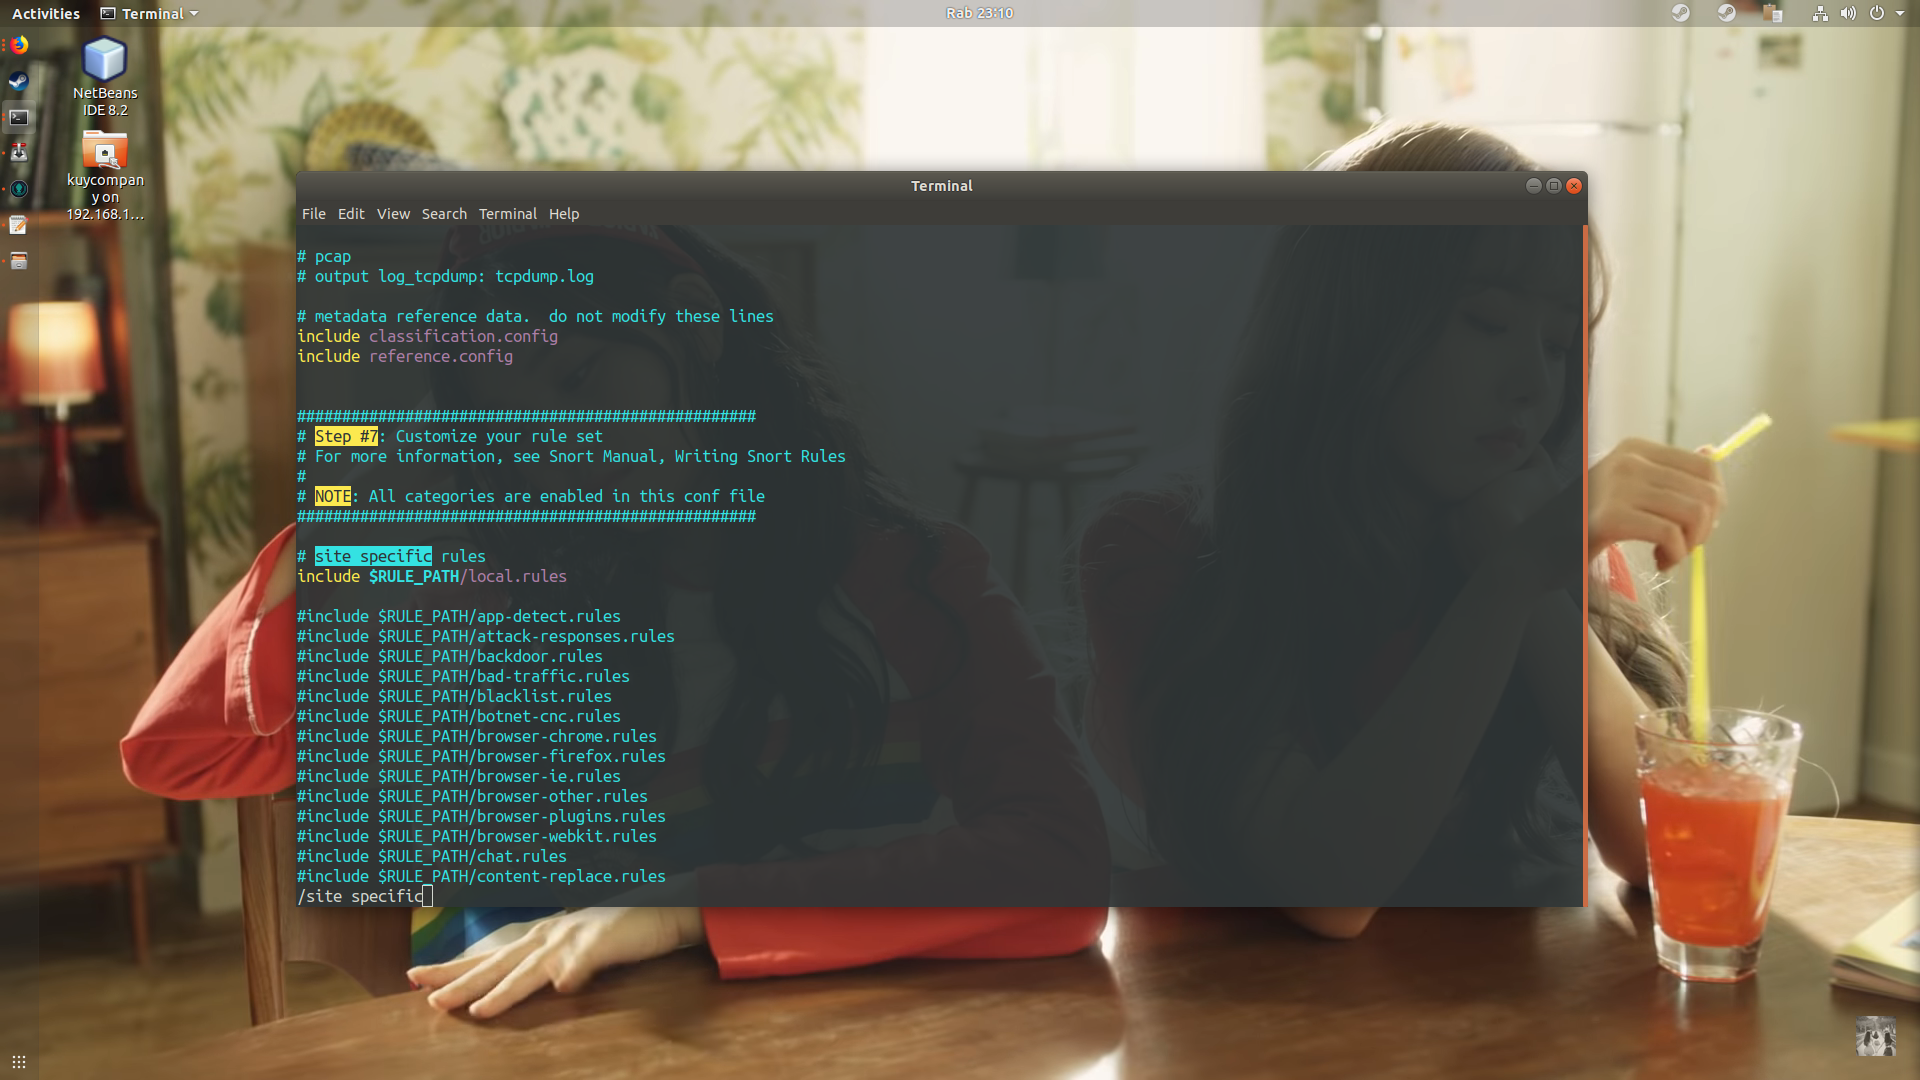 Activities
Terminal
Rab 23:10
NetBeans
IDE 8.2
kuycompan
y on
192.168.1...
Terminal
File Edit View Search Terminal Help
# pcap
# output log_tcpdump: tcpdump.log
# metadata reference data.  do not modify these lines
include classification.config
include reference.config
###################################################
# Step #7: Customize your rule set
# For more information, see Snort Manual, Writing Snort Rules
#
# NOTE: All categories are enabled in this conf file
###################################################
# site specific rules
include $RULE_PATH/local.rules
#include $RULE_PATH/app-detect.rules
#include $RULE_PATH/attack-responses.rules
#include $RULE_PATH/backdoor.rules
#include $RULE_PATH/bad-traffic.rules
#include $RULE_PATH/blacklist.rules
#include $RULE_PATH/botnet-cnc.rules
#include $RULE_PATH/browser-chrome.rules
#include $RULE_PATH/browser-firefox.rules
#include $RULE_PATH/browser-ie.rules
#include $RULE_PATH/browser-other.rules
#include $RULE_PATH/browser-plugins.rules
#include $RULE_PATH/browser-webkit.rules
#include $RULE_PATH/chat.rules
#include $RULE_PATH/content-replace.rules
/site specific